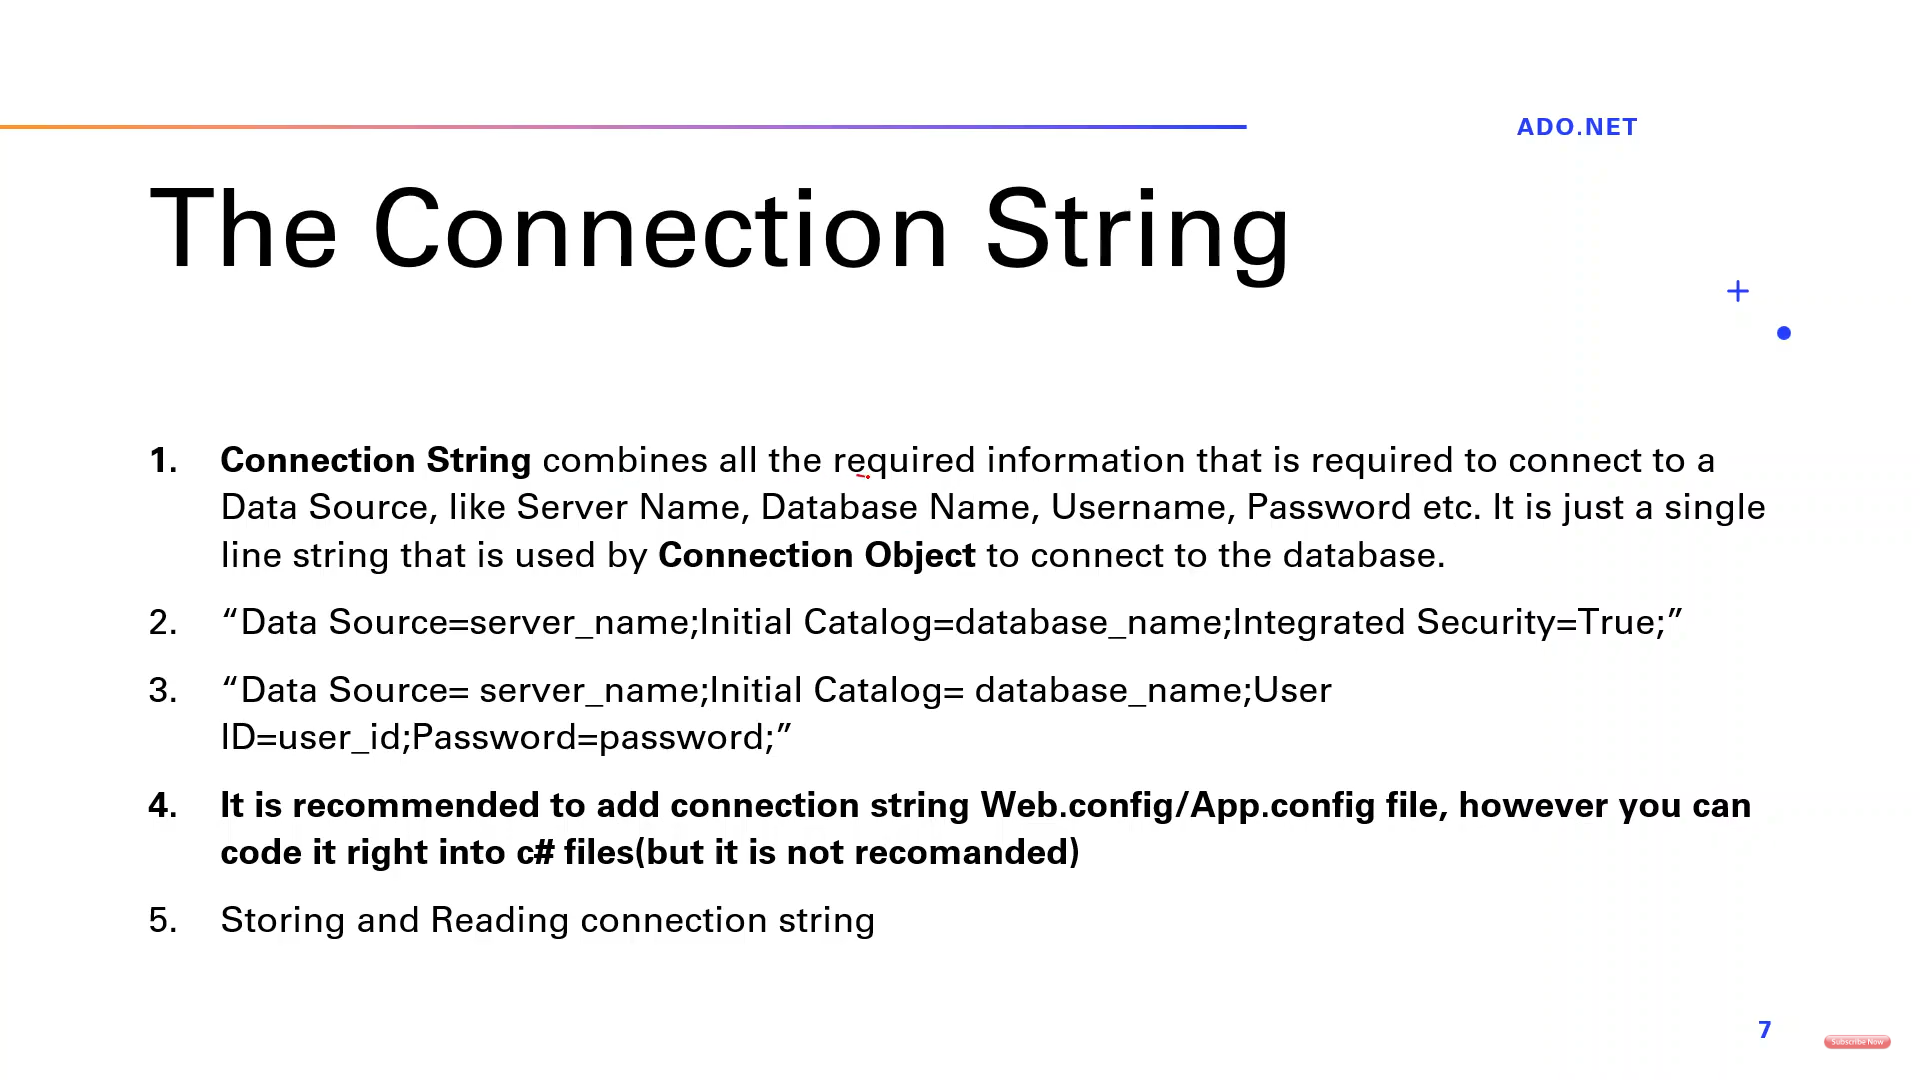 ADO.NET
The Connection String
1. Connection String combines all the required information that is required to connect to a
Data Source, like Server Name, Database Name, Username, Password etc. It is just a single
line string that is used by Connection Object to connect to the database.
2. “Data Source=server_name;Initial Catalog=database_name;Integrated Security=True;”
3. “Data Source= server_name;Initial Catalog= database_name;User
ID=user_id;Password=password;”
4. It is recommended to add connection string Web.config/App.config file, however you can
code it right into c# files(but it is not recomanded)
5. Storing and Reading connection string
7
Subscribe Now